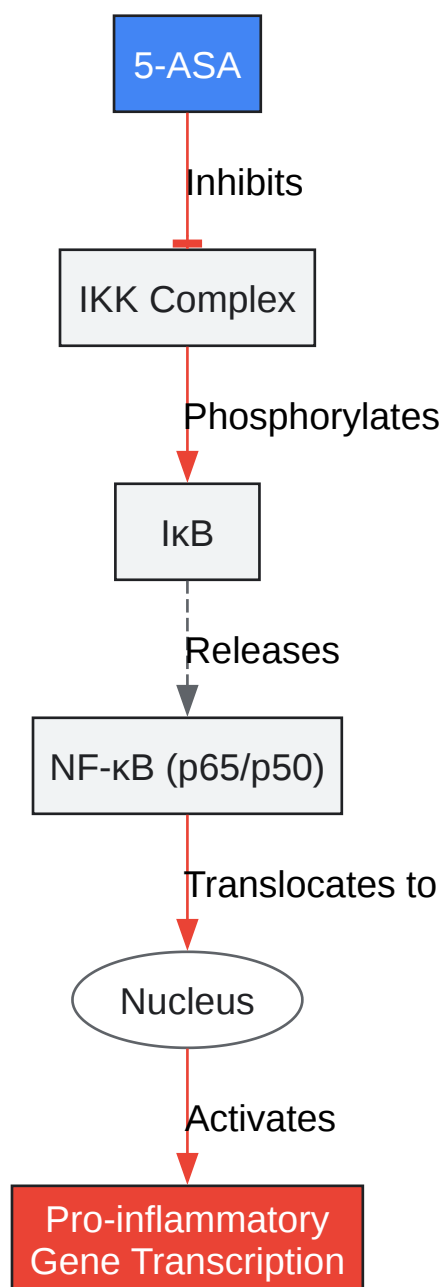 5-ASA
Inhibits
IKK Complex
Phosphorylates
IκB
Releases
NF-κB (p65/p50)
Translocates to
Nucleus
Activates
Pro-inflammatory
Gene Transcription